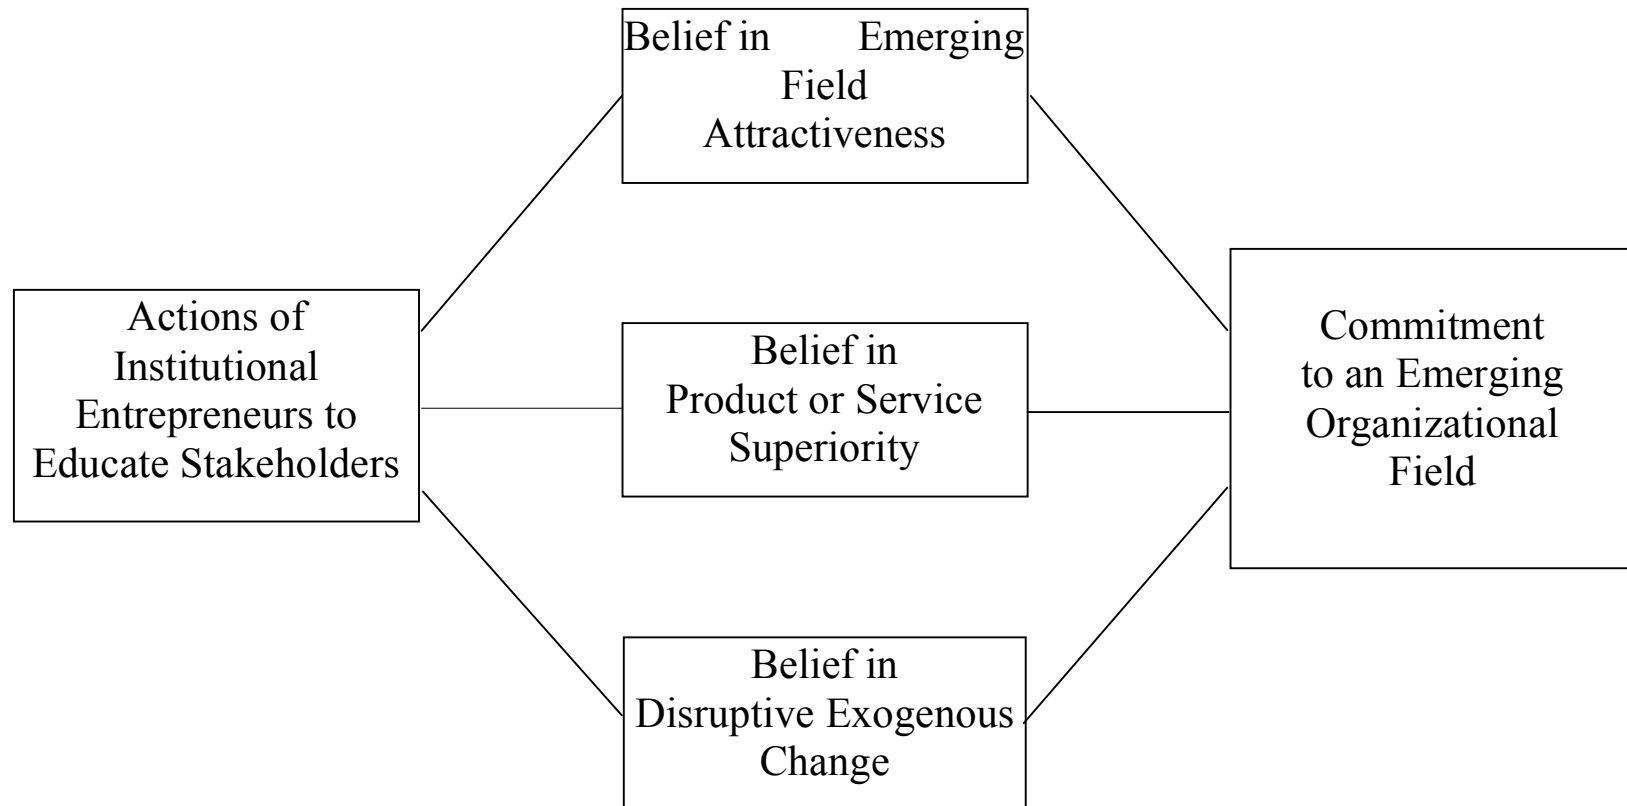 Belief in Emerging
Field
Attractiveness
Actions of
Institutional
Entrepreneurs to
Educate Stakeholders
Belief in
Product or Service
Superiority
Commitment
to an Emerging
Organizational
Field
Belief in
Disruptive Exogenous
Change